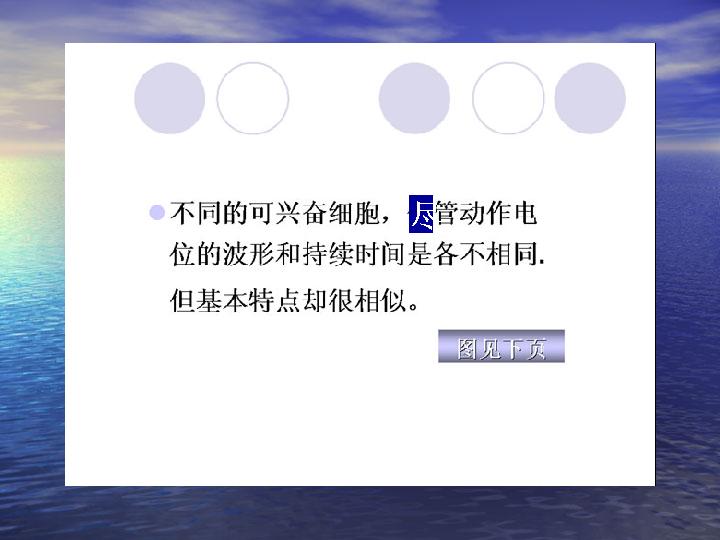 不同的可兴奋细胞，尽管动作电
位的波形和持续时间是各不相同.
但基本特点却很相似。
图见下页